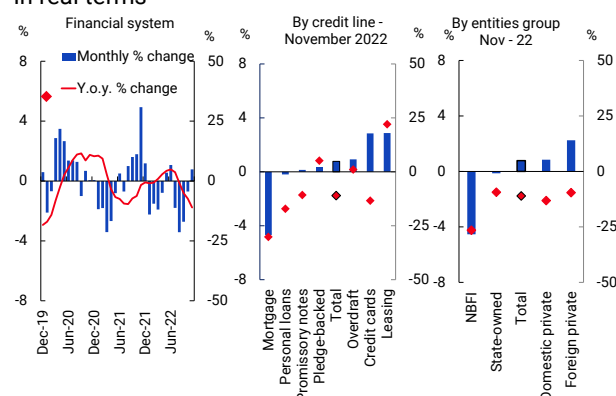 in real terms
Financial system
%
%
8
4
0
-4
-8
50
25
0
-25
-50
Monthly % change
Y.o.y. % change
Dec-19
Jun-20
Dec-20
Jun-21
Dec-21
Jun-22
By credit line -
November 2022
%
%
8
4
0
-4
-8
50
25
0
-25
-50
Mortgage
Personal loans
Promissory notes
Pledge-backed
Total
Overdraft
Credit cards
Leasing
By entities group
Nov - 22
%
%
8
4
0
-4
-8
50
25
0
-25
-50
NBFI
State-owned
Total
Domestic private
Foreign private